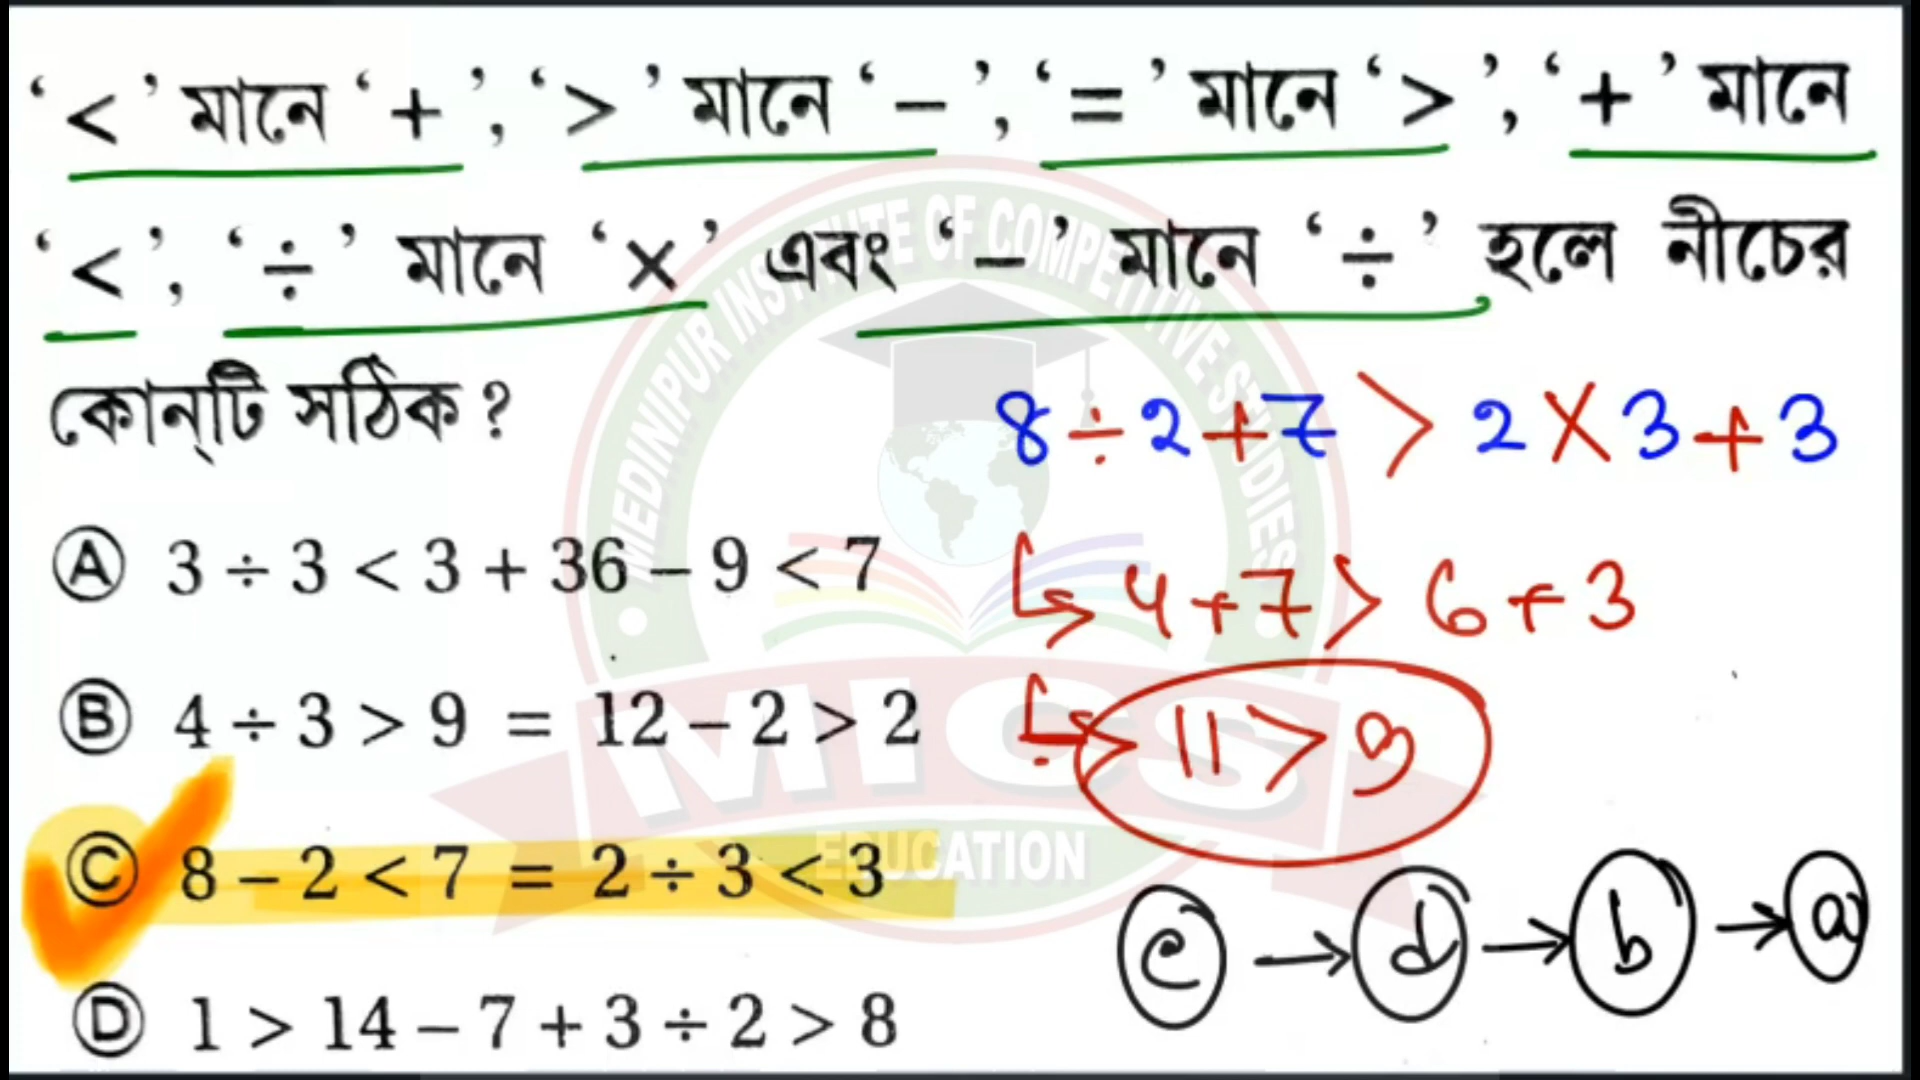 ‘<’ মানে ‘+’, ‘>’ মানে ‘−’, ‘=’ মানে ‘>’, ‘+’ মানে
‘<’, ‘÷’ মানে ‘×’ এবং ‘−’ মানে ‘÷’ হলে নীচের
কোন্‌টি সঠিক ?
8 ÷ 2 + 7 > 2 × 3 + 3
Ⓐ 3 ÷ 3 < 3 + 36 − 9 < 7
↳ 4 + 7 > 6 + 3
Ⓑ 4 ÷ 3 > 9 = 12 − 2 > 2
↳ 11 > 9
Ⓒ 8 − 2 < 7 = 2 ÷ 3 < 3
ⓒ → ⓓ → ⓑ → ⓐ
Ⓓ 1 > 14 − 7 + 3 ÷ 2 > 8
MEDINIPUR INSTITUTE OF COMPETITIVE STUDIES
MICS
EDUCATION